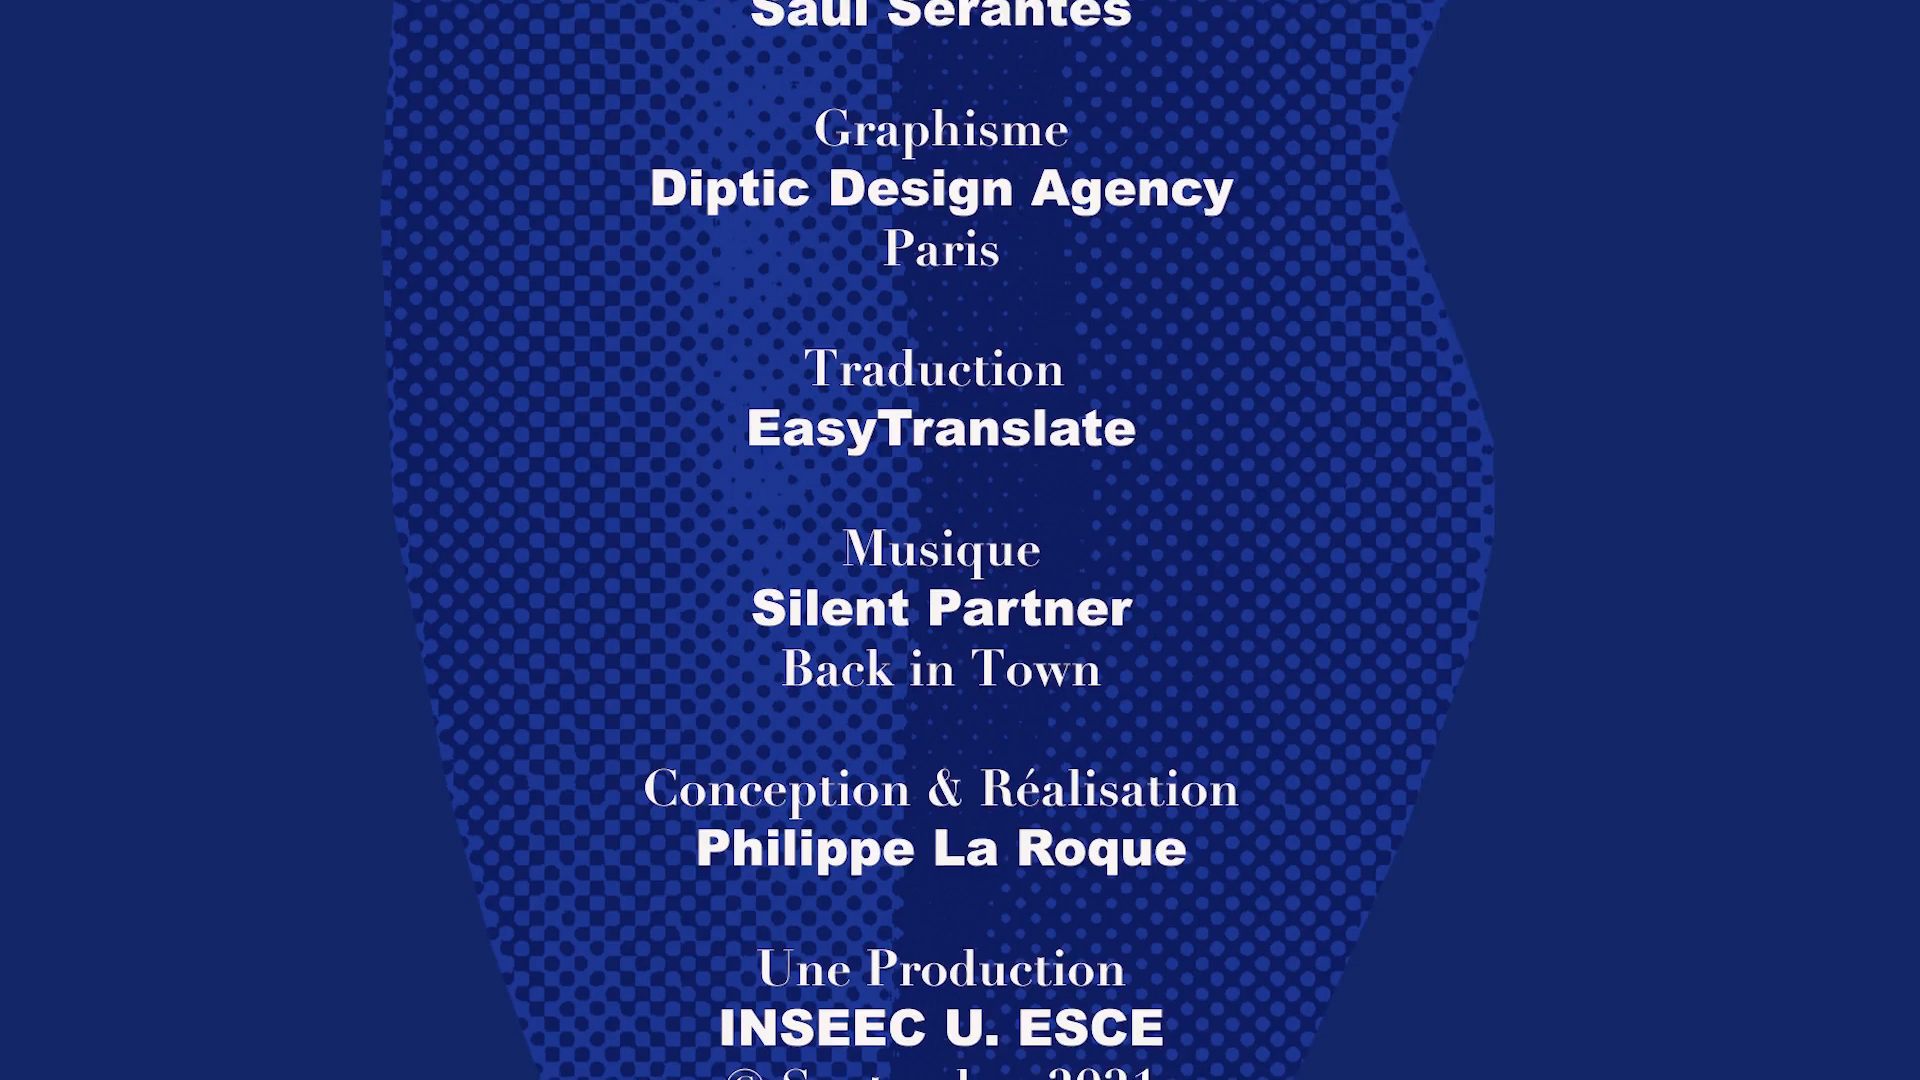 Saul Serantes
Graphisme
Diptic Design Agency
Paris
Traduction
EasyTranslate
Musique
Silent Partner
Back in Town
Conception & Réalisation
Philippe La Roque
Une Production
INSEEC U. ESCE